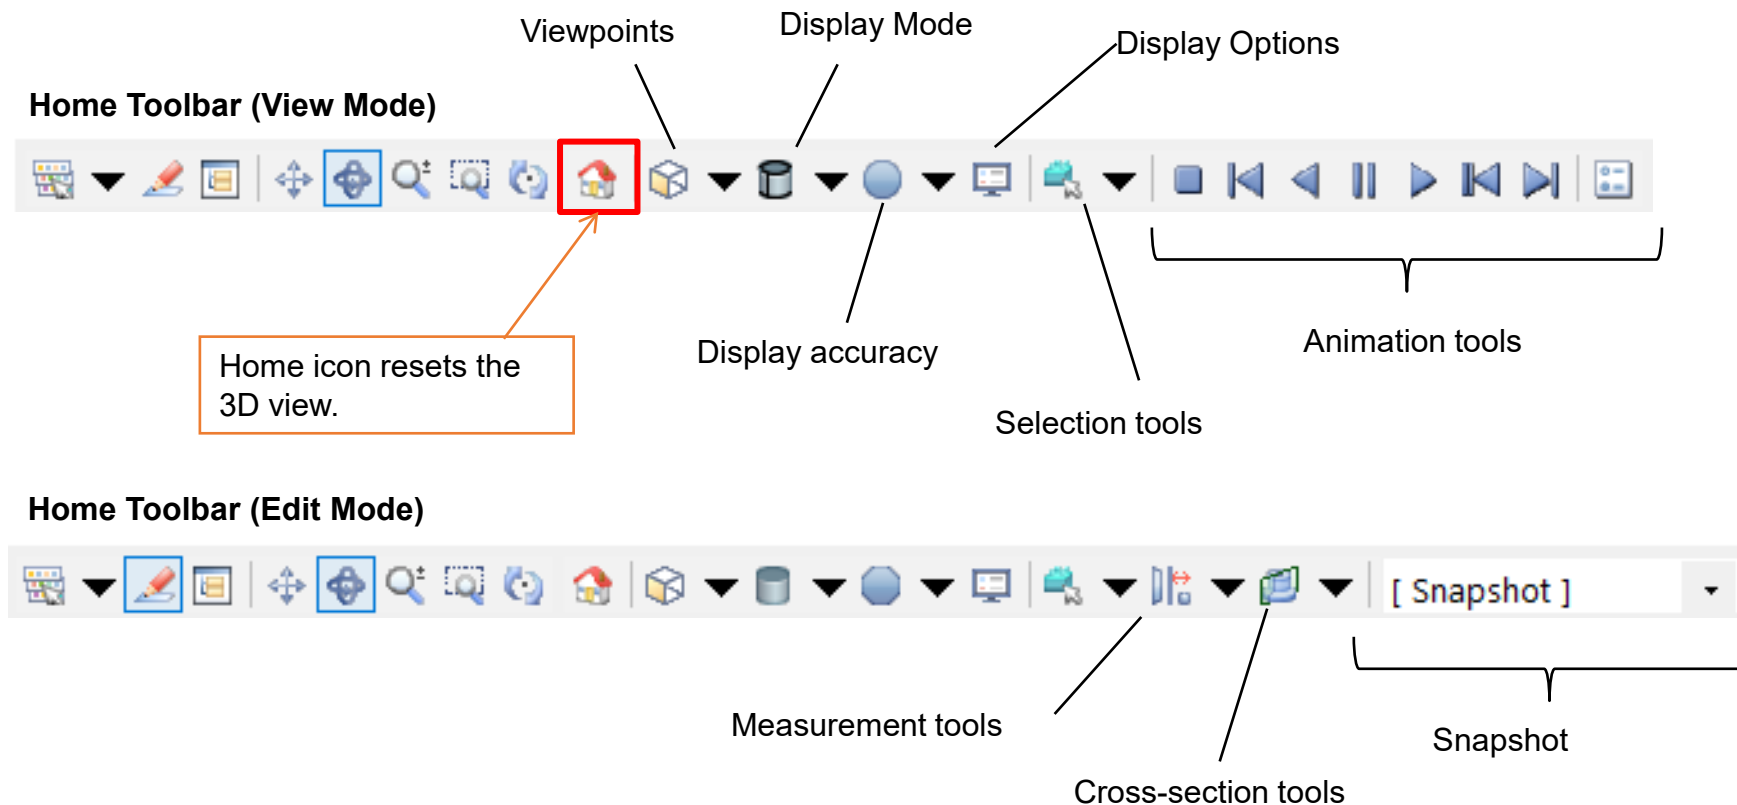 Viewpoints
Display Mode
Display Options
Home Toolbar (View Mode)
Home icon resets the
3D view.
Display accuracy
Animation tools
Selection tools
Home Toolbar (Edit Mode)
[ Snapshot ]
Measurement tools
Snapshot
Cross-section tools